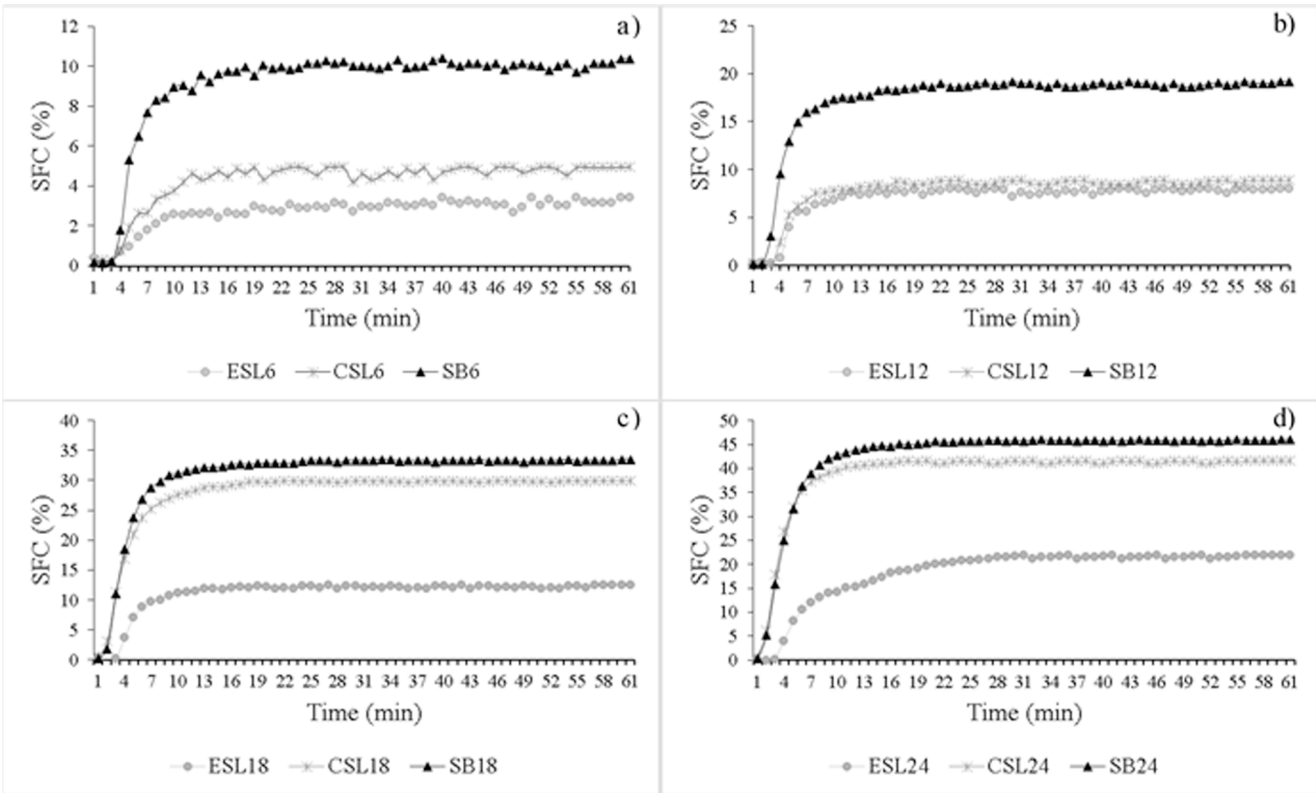 a)
SFC (%)
12
10
8
6
4
2
0
1 4 7 10 13 16 19 22 25 28 31 34 37 40 43 46 49 52 55 58 61
Time (min)
ESL6 CSL6 SB6
b)
SFC (%)
25
20
15
10
5
0
1 4 7 10 13 16 19 22 25 28 31 34 37 40 43 46 49 52 55 58 61
Time (min)
ESL12 CSL12 SB12
c)
SFC (%)
40
35
30
25
20
15
10
5
0
1 4 7 10 13 16 19 22 25 28 31 34 37 40 43 46 49 52 55 58 61
Time (min)
ESL18 CSL18 SB18
d)
SFC (%)
50
45
40
35
30
25
20
15
10
5
0
1 4 7 10 13 16 19 22 25 28 31 34 37 40 43 46 49 52 55 58 61
Time (min)
ESL24 CSL24 SB24